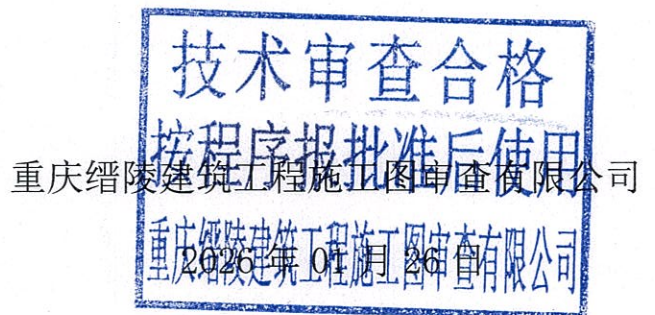 技术审查合格
按程序报批准后使用
重庆缙陵建筑工程施工图审查有限公司
重庆缙陵建筑工程施工图审查有限公司
2026 年 01 月 26 日